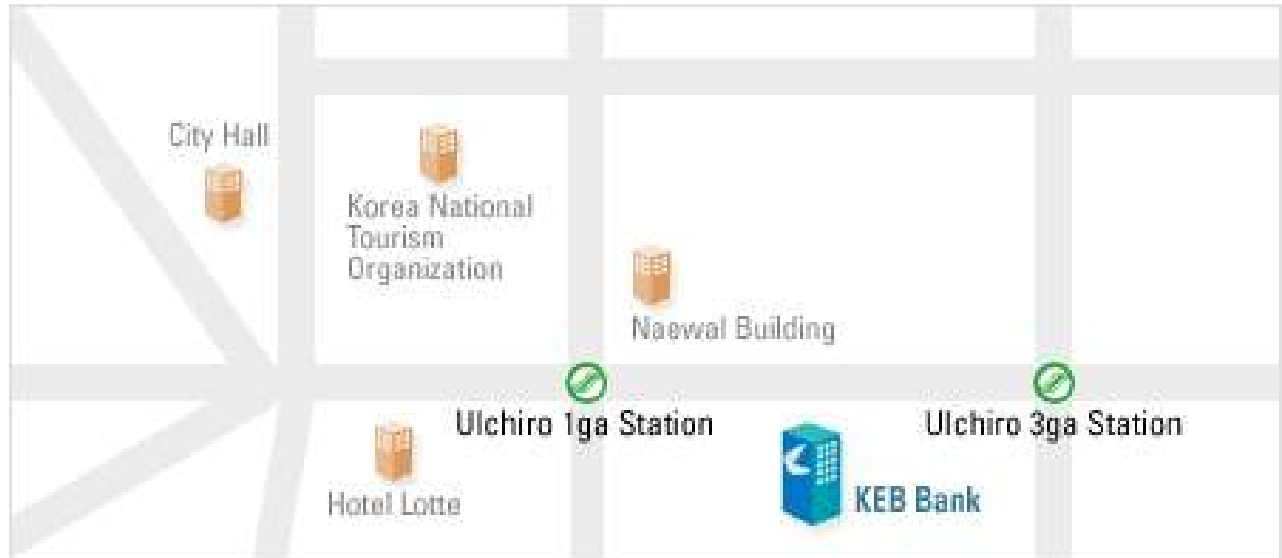 City Hall
Korea National
Tourism
Organization
Naewal Building
Ulchiro 1ga Station
Ulchiro 3ga Station
Hotel Lotte
KEB Bank